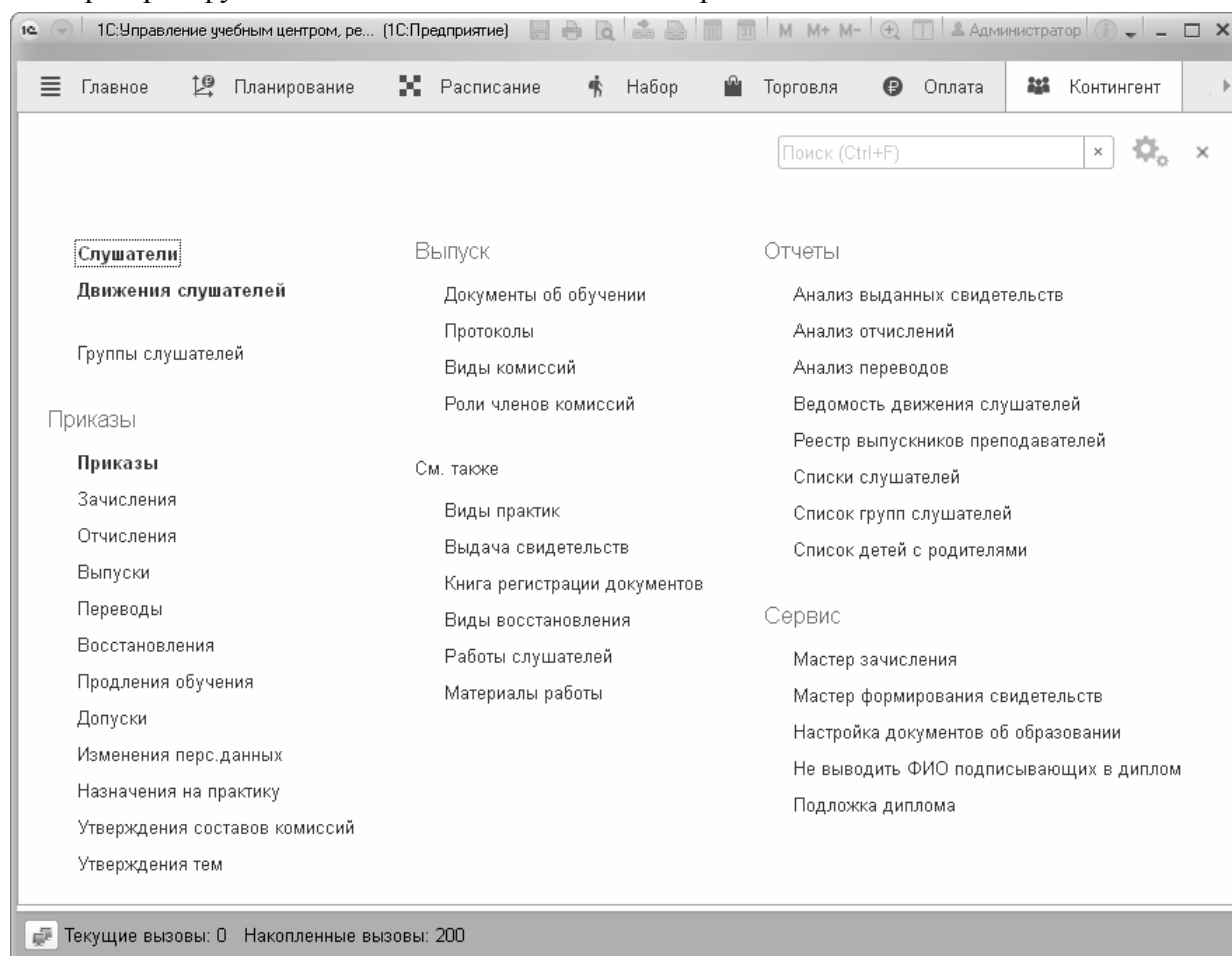 1С:Управление учебным центром, ре... (1С:Предприятие) M M+ M- Администратор
Главное Планирование Расписание Набор Торговля Оплата Контингент
Поиск (Ctrl+F)
Слушатели
Движения слушателей
Группы слушателей
Приказы
Приказы
Зачисления
Отчисления
Выпуски
Переводы
Восстановления
Продления обучения
Допуски
Изменения перс.данных
Назначения на практику
Утверждения составов комиссий
Утверждения тем
Выпуск
Документы об обучении
Протоколы
Виды комиссий
Роли членов комиссий
См. также
Виды практик
Выдача свидетельств
Книга регистрации документов
Виды восстановления
Работы слушателей
Материалы работы
Отчеты
Анализ выданных свидетельств
Анализ отчислений
Анализ переводов
Ведомость движения слушателей
Реестр выпускников преподавателей
Списки слушателей
Список групп слушателей
Список детей с родителями
Сервис
Мастер зачисления
Мастер формирования свидетельств
Настройка документов об образовании
Не выводить ФИО подписывающих в диплом
Подложка диплома
Текущие вызовы: 0 Накопленные вызовы: 200